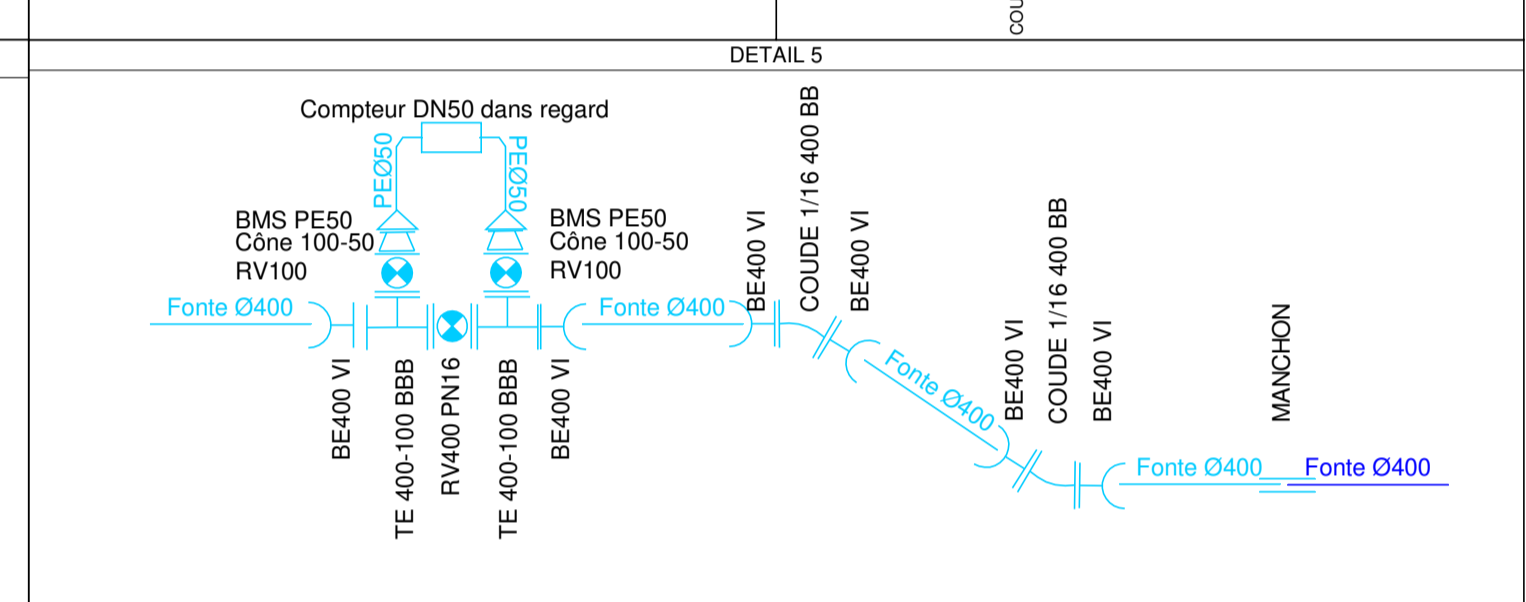 COU
DETAIL 5
Compteur DN50 dans regard
PEØ50
PEØ50
BMS PE50
Cône 100-50
RV100
BMS PE50
Cône 100-50
RV100
Fonte Ø400
Fonte Ø400
BE400 VI
TE 400-100 BBB
RV400 PN16
TE 400-100 BBB
BE400 VI
BE400 VI
COUDE 1/16 400 BB
BE400 VI
Fonte Ø400
BE400 VI
COUDE 1/16 400 BB
BE400 VI
MANCHON
Fonte Ø400
Fonte Ø400